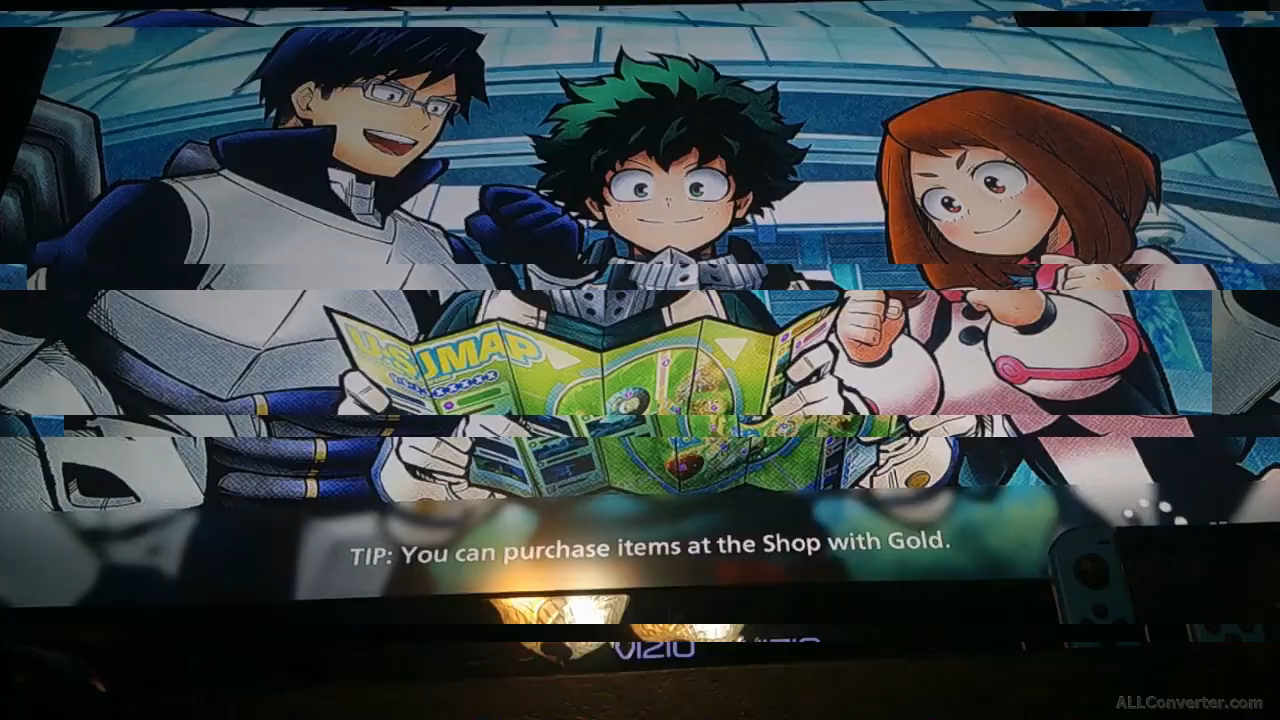 U.S.J MAP
TIP: You can purchase items at the Shop with Gold.
VIZIO
ALLConverter.com